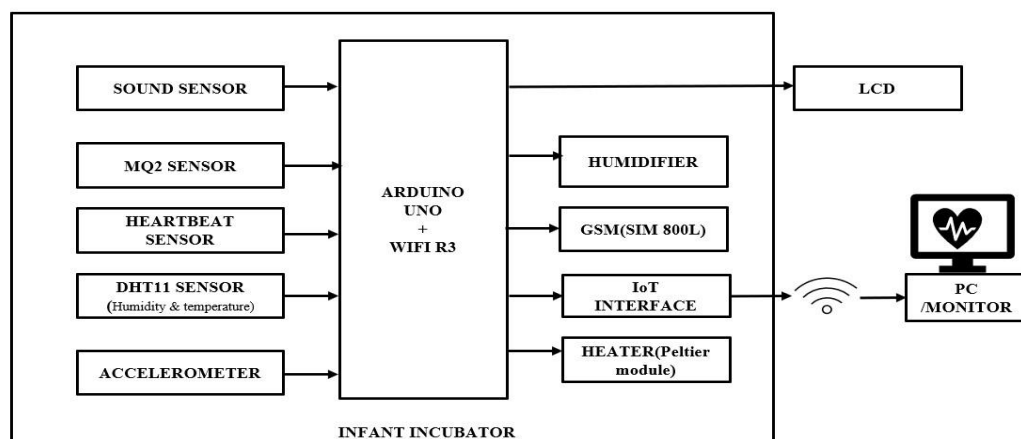 SOUND SENSOR
MQ2 SENSOR
HEARTBEAT
SENSOR
DHT11 SENSOR
(Humidity & temperature)
ACCELEROMETER
ARDUINO
UNO
+
WIFI R3
LCD
HUMIDIFIER
GSM(SIM 800L)
IoT
INTERFACE
HEATER(Peltier
module)
PC
/MONITOR
INFANT INCUBATOR